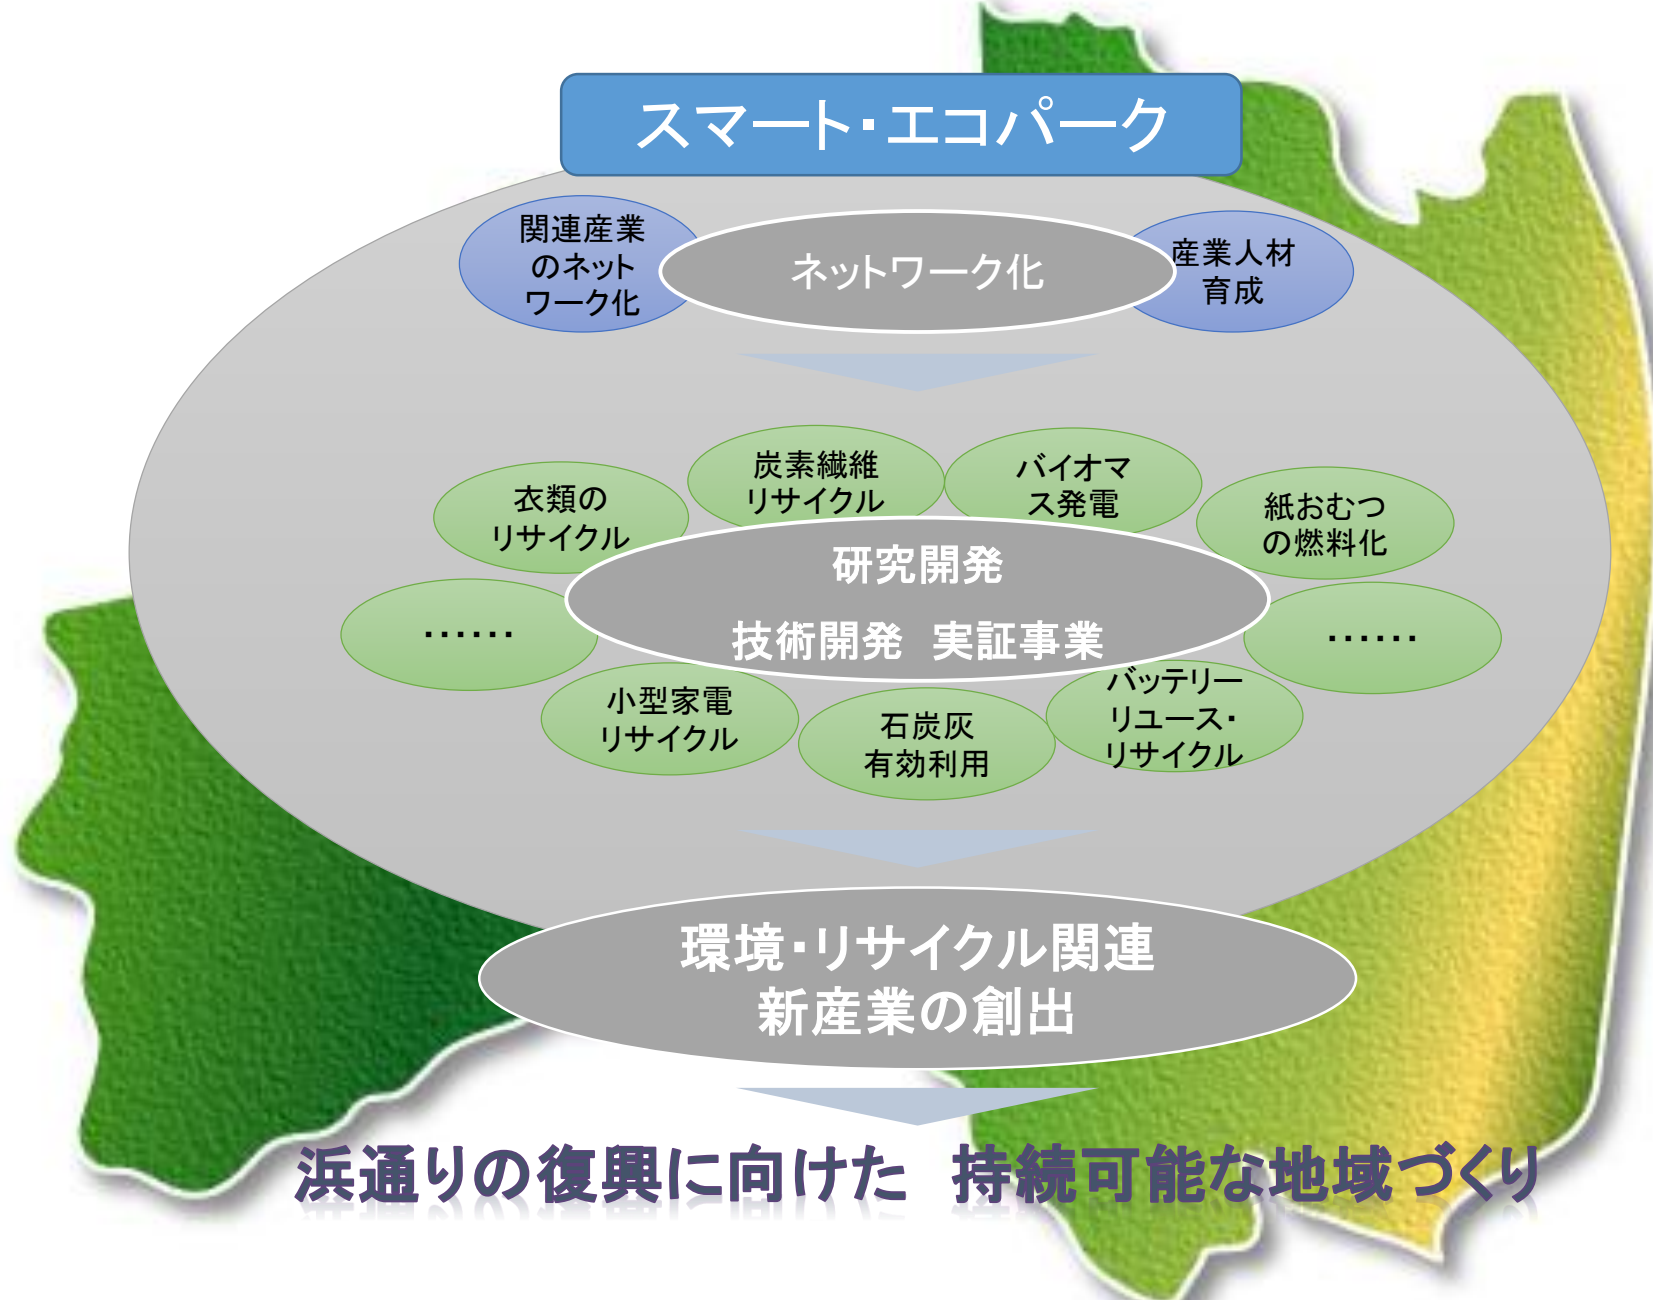 スマート・エコパーク
関連産業
のネット
ワーク化
ネットワーク化
産業人材
育成
衣類の
リサイクル
炭素繊維
リサイクル
バイオマ
ス発電
紙おむつ
の燃料化
研究開発
技術開発　実証事業
・・・・・・
・・・・・・
小型家電
リサイクル
石炭灰
有効利用
バッテリー
リユース・
リサイクル
環境・リサイクル関連
新産業の創出
浜通りの復興に向けた　持続可能な地域づくり